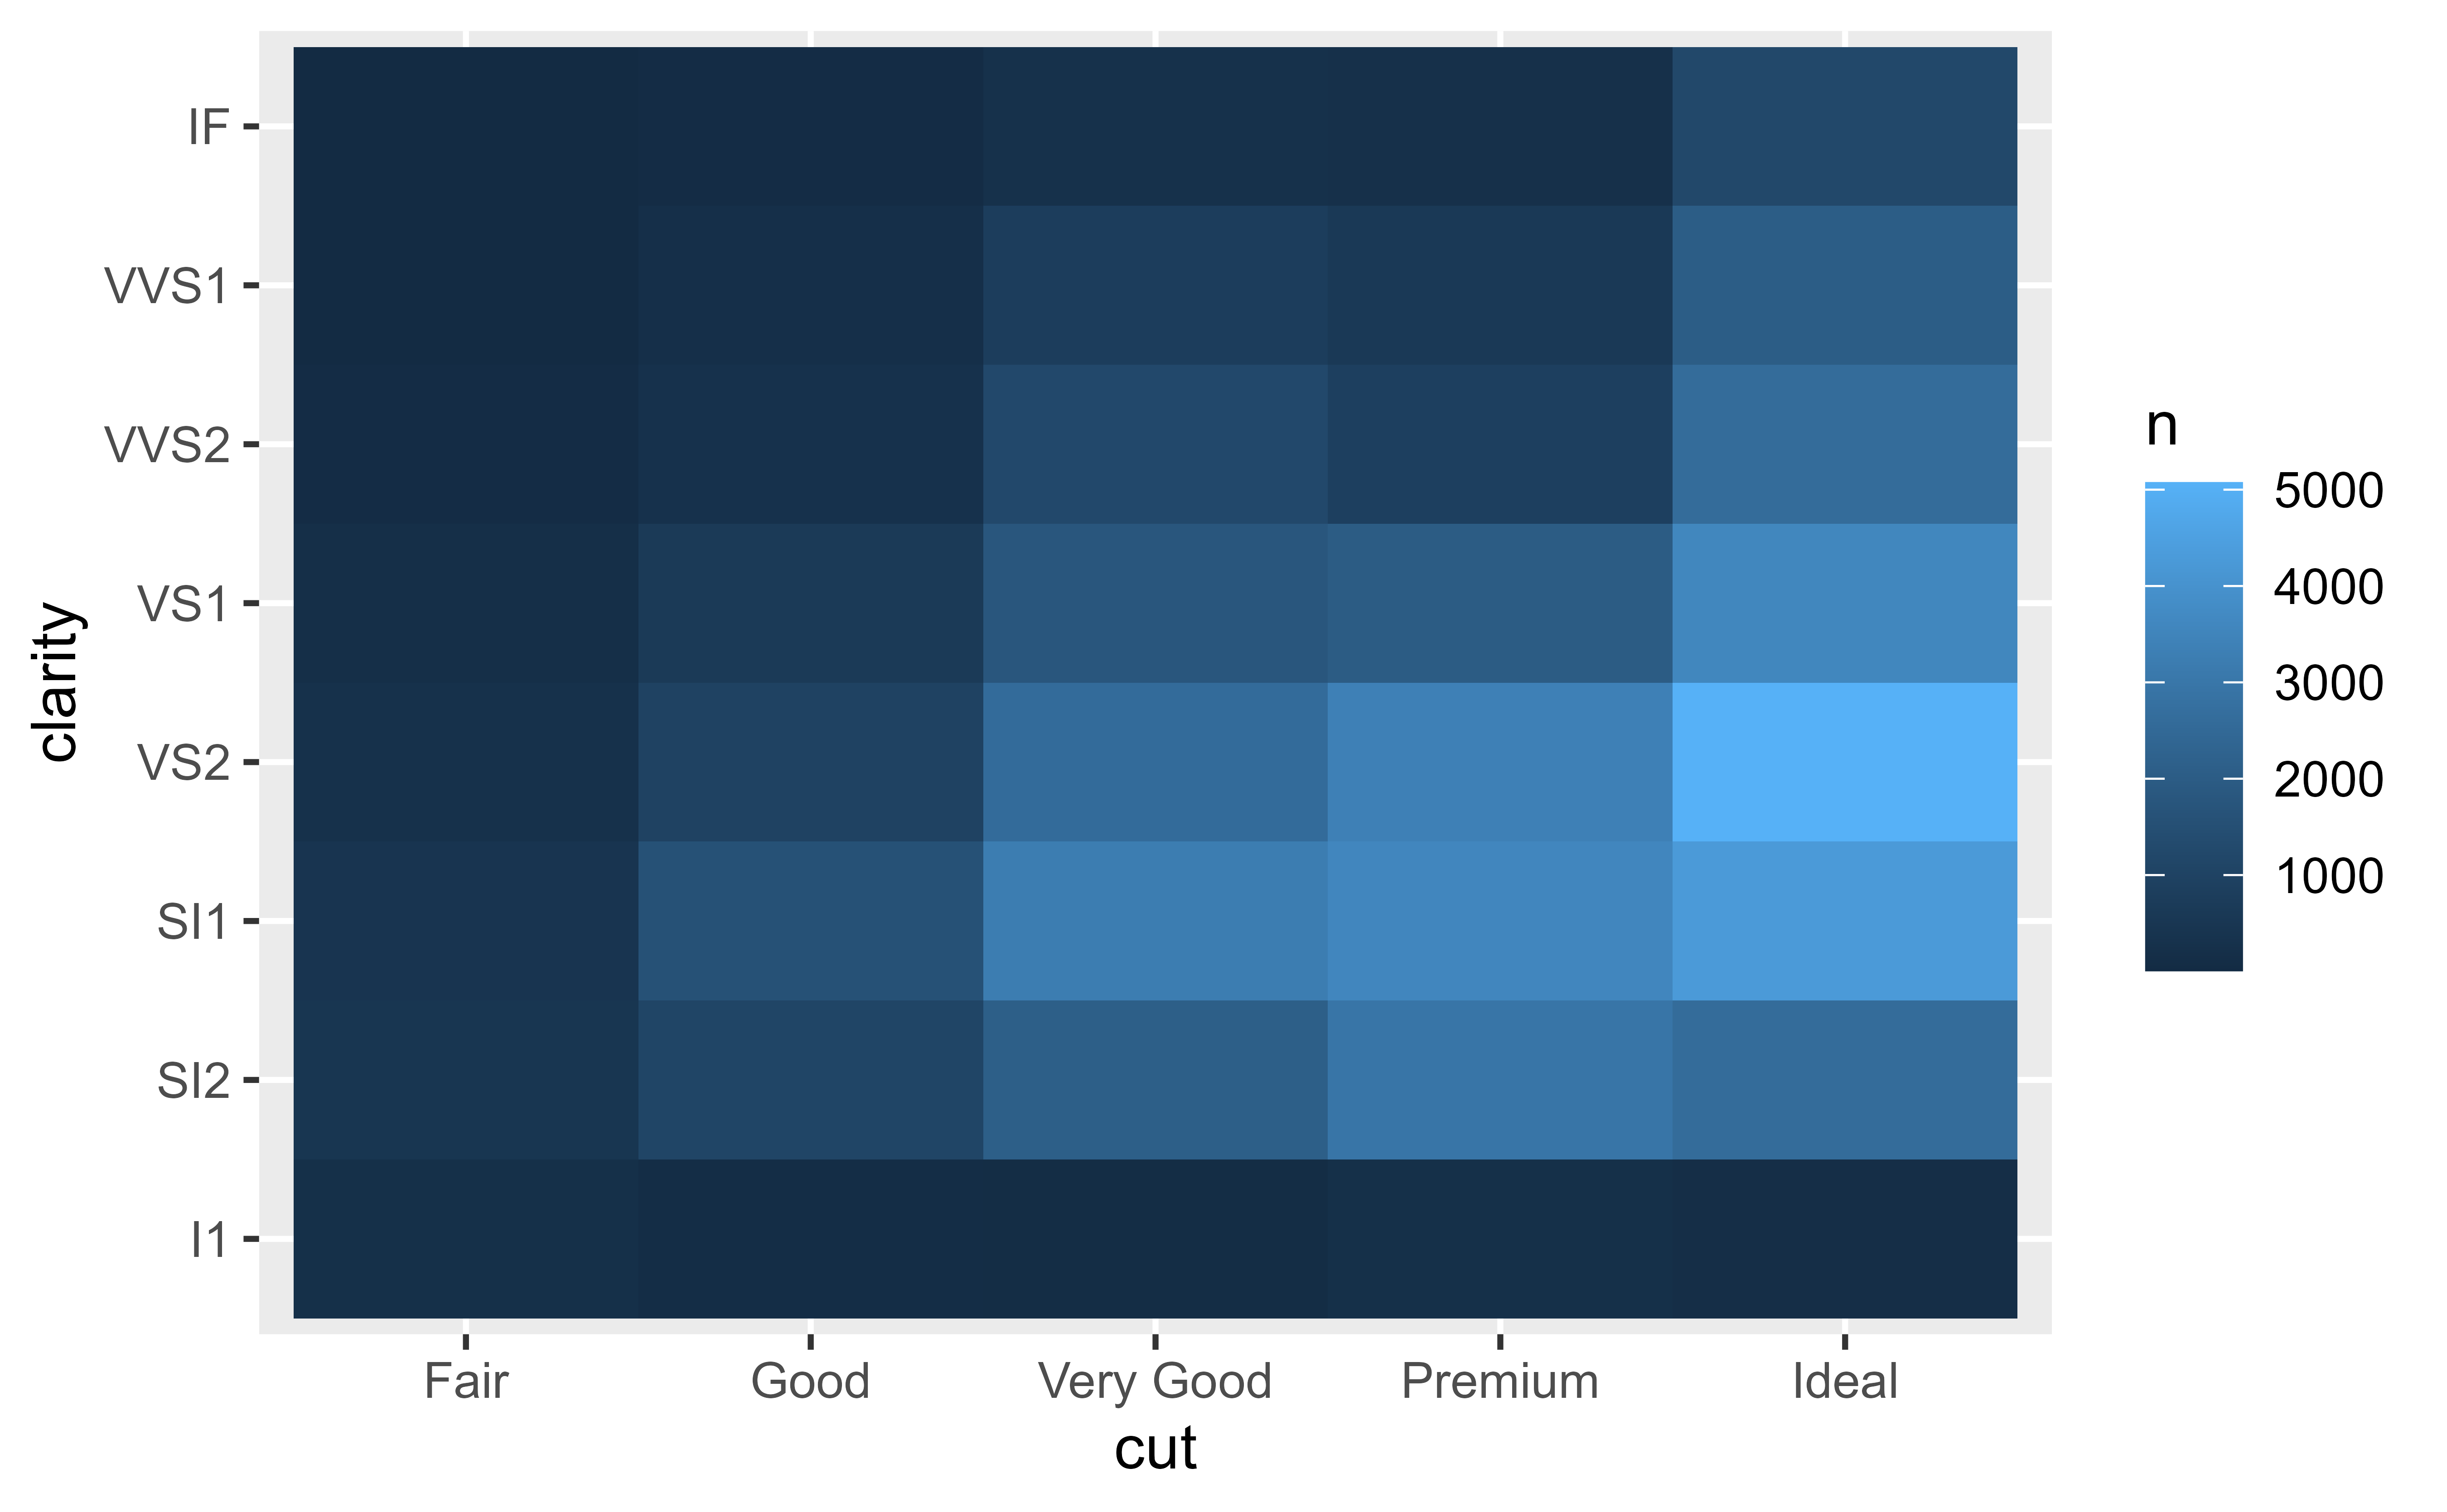 clarity
IF
VVS1
VVS2
VS1
VS2
SI1
SI2
I1
Fair Good Very Good Premium Ideal
cut
n
5000
4000
3000
2000
1000